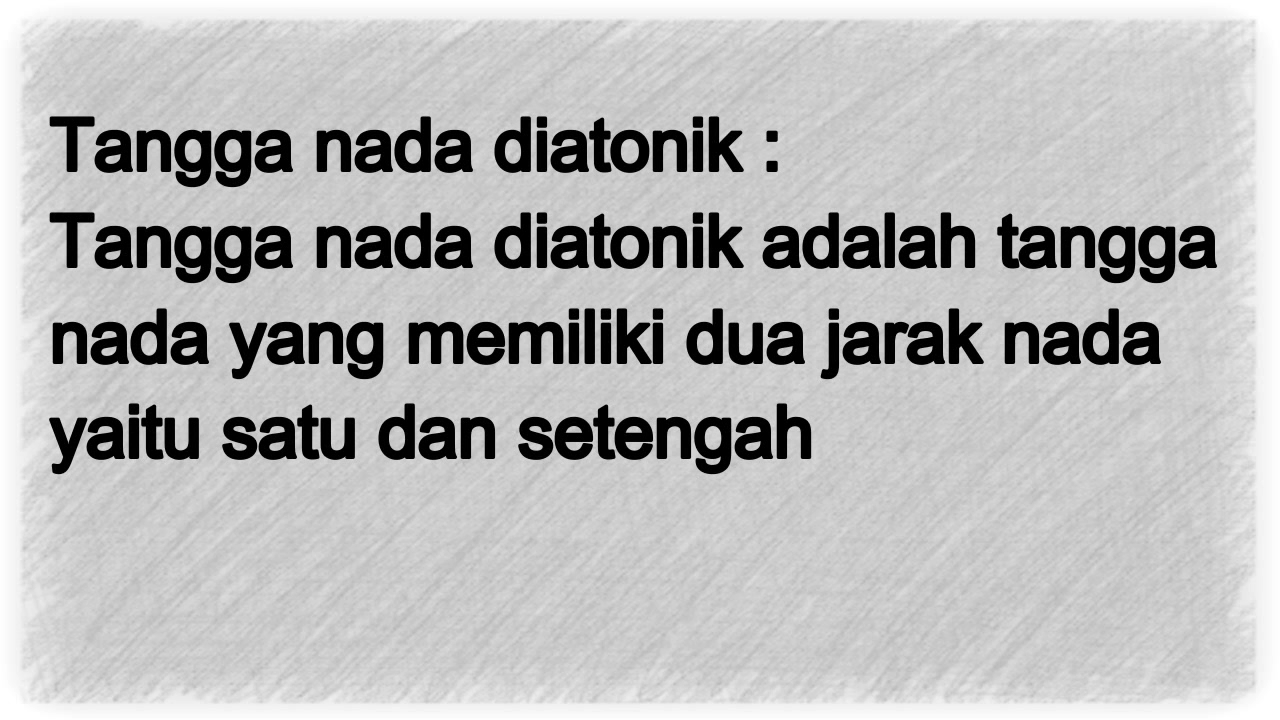 Tangga nada diatonik :
Tangga nada diatonik adalah tangga
nada yang memiliki dua jarak nada
yaitu satu dan setengah